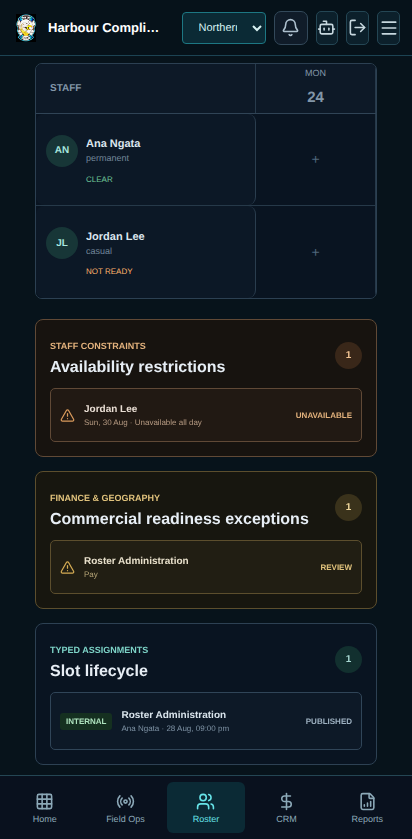 Harbour Compli...
Northern
STAFF
MON
24
AN
Ana Ngata
permanent
CLEAR
+
JL
Jordan Lee
casual
NOT READY
+
STAFF CONSTRAINTS
Availability restrictions
1
Jordan Lee
Sun, 30 Aug · Unavailable all day
UNAVAILABLE
FINANCE & GEOGRAPHY
Commercial readiness exceptions
1
Roster Administration
Pay
REVIEW
TYPED ASSIGNMENTS
Slot lifecycle
1
INTERNAL
Roster Administration
Ana Ngata · 28 Aug, 09:00 pm
PUBLISHED
Home
Field Ops
Roster
CRM
Reports